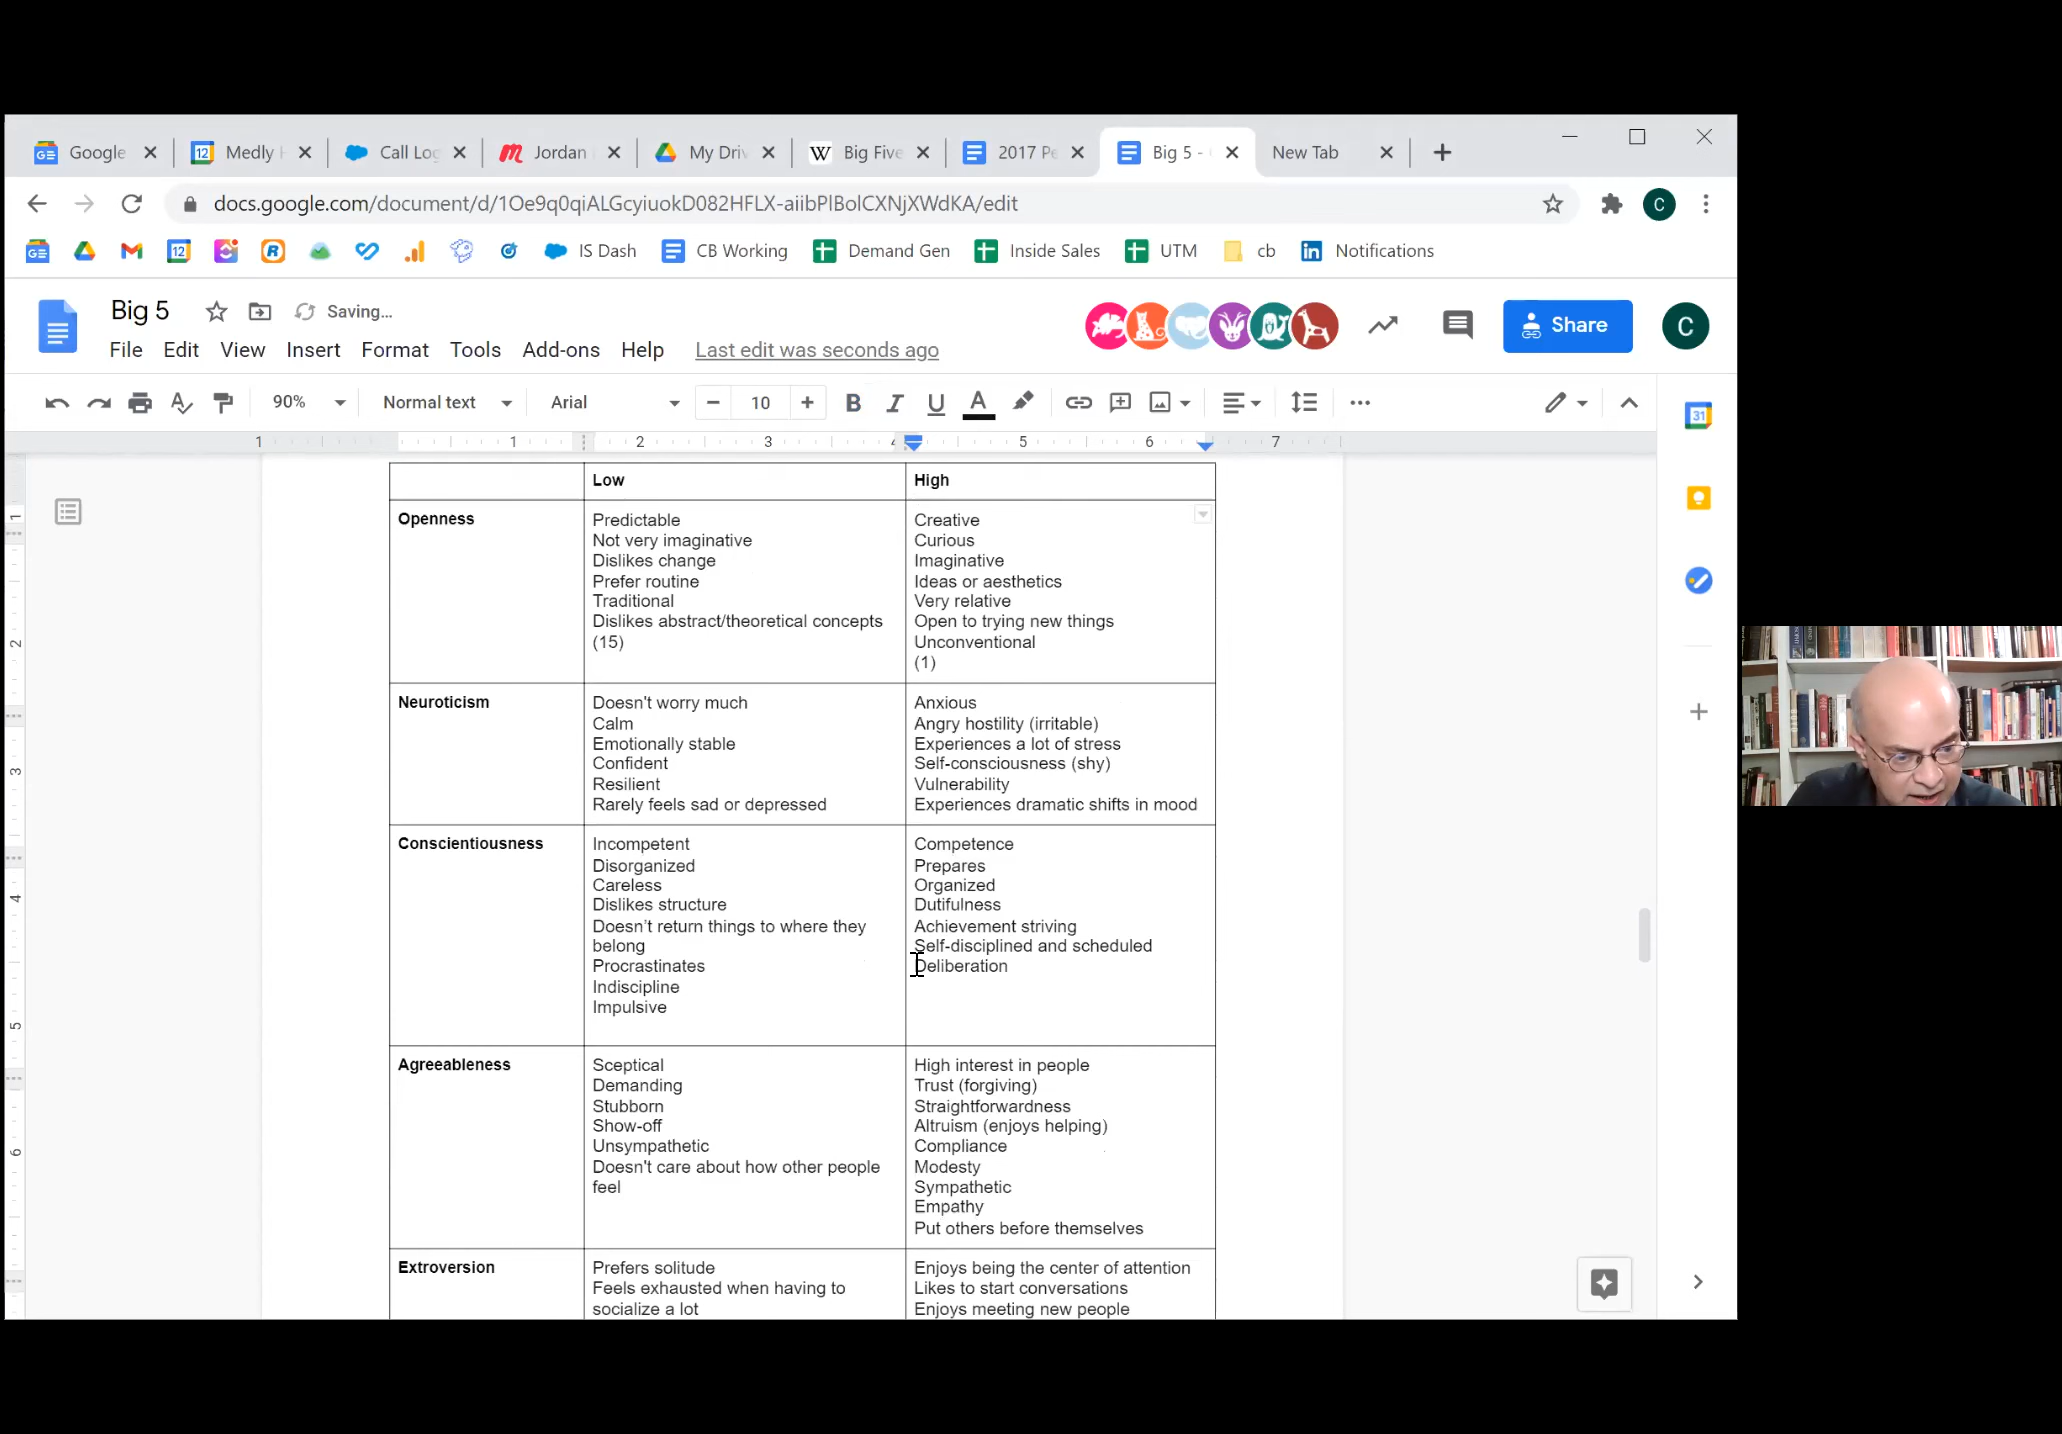 Google
Medly H
Call Log
Jordan
My Driv
Big Five
2017 Pe
Big 5 -
New Tab
docs.google.com/document/d/1Oe9q0qiALGcyiuokD082HFLX-aiibPlBolCXNjXWdKA/edit
C
IS Dash
CB Working
Demand Gen
Inside Sales
UTM
cb
Notifications
Big 5
Saving...
Share
C
File Edit View Insert Format Tools Add-ons Help Last edit was seconds ago
90% Normal text Arial 10 B I U A
31
1 1 2 3 4 5 6 7
Low High
Openness
Predictable
Not very imaginative
Dislikes change
Prefer routine
Traditional
Dislikes abstract/theoretical concepts
(15)
Creative
Curious
Imaginative
Ideas or aesthetics
Very relative
Open to trying new things
Unconventional
(1)
Neuroticism
Doesn't worry much
Calm
Emotionally stable
Confident
Resilient
Rarely feels sad or depressed
Anxious
Angry hostility (irritable)
Experiences a lot of stress
Self-consciousness (shy)
Vulnerability
Experiences dramatic shifts in mood
Conscientiousness
Incompetent
Disorganized
Careless
Dislikes structure
Doesn't return things to where they
belong
Procrastinates
Indiscipline
Impulsive
Competence
Prepares
Organized
Dutifulness
Achievement striving
Self-disciplined and scheduled
Deliberation
Agreeableness
Sceptical
Demanding
Stubborn
Show-off
Unsympathetic
Doesn't care about how other people
feel
High interest in people
Trust (forgiving)
Straightforwardness
Altruism (enjoys helping)
Compliance
Modesty
Sympathetic
Empathy
Put others before themselves
Extroversion
Prefers solitude
Feels exhausted when having to
socialize a lot
Enjoys being the center of attention
Likes to start conversations
Enjoys meeting new people